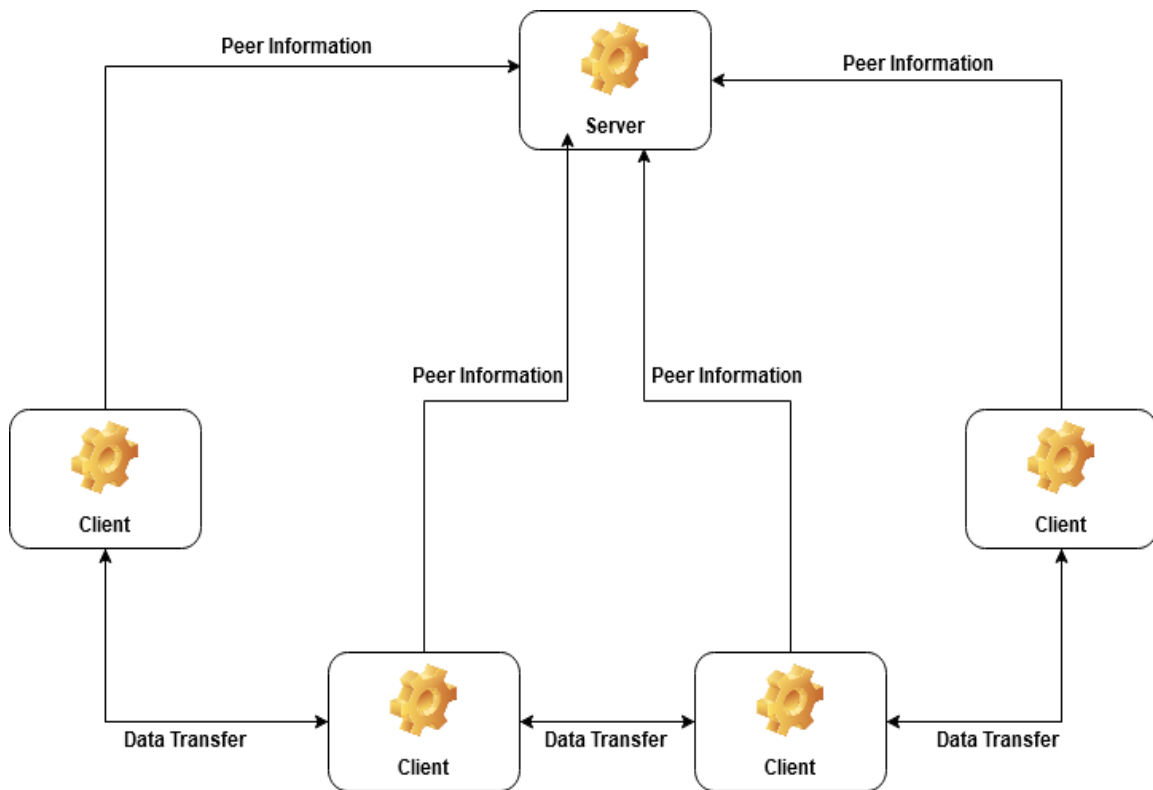 Peer Information
Peer Information
Server
Peer Information
Peer Information
Client
Client
Data Transfer
Data Transfer
Data Transfer
Client
Client